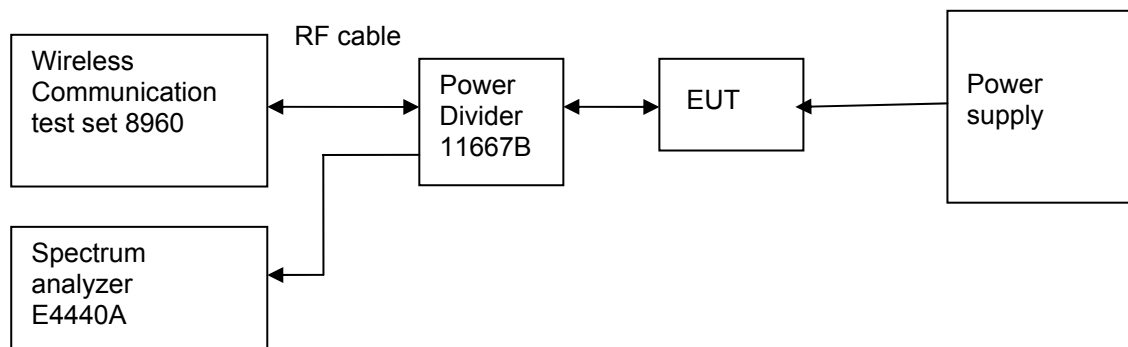 RF cable
Wireless
Communication
test set 8960
Power
Divider
11667B
EUT
Power
supply
Spectrum
analyzer
E4440A